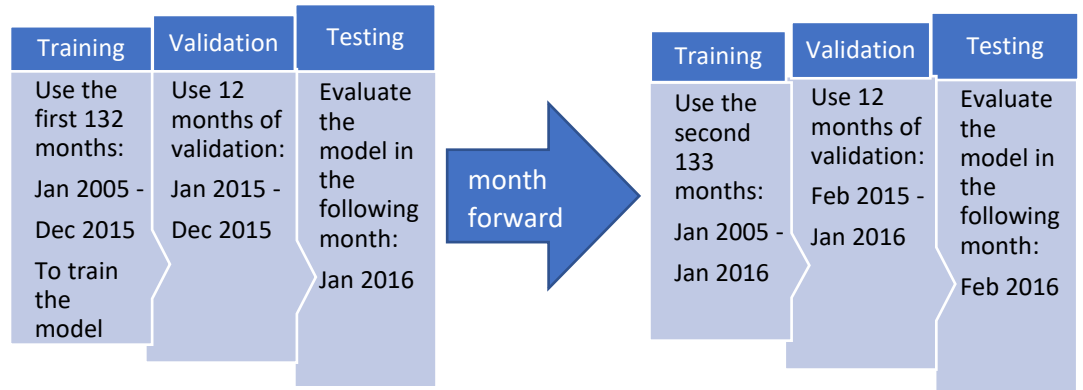 Training
Use the
first 132
months:
Jan 2005 -
Dec 2015
To train
the
model
Validation
Use 12
months of
validation:
Jan 2015 -
Dec 2015
Testing
Evaluate
the
model in
the
following
month:
Jan 2016
month
forward
Training
Use the
second
133
months:
Jan 2005 -
Jan 2016
Validation
Use 12
months of
validation:
Feb 2015 -
Jan 2016
Testing
Evaluate
the
model in
the
following
month:
Feb 2016